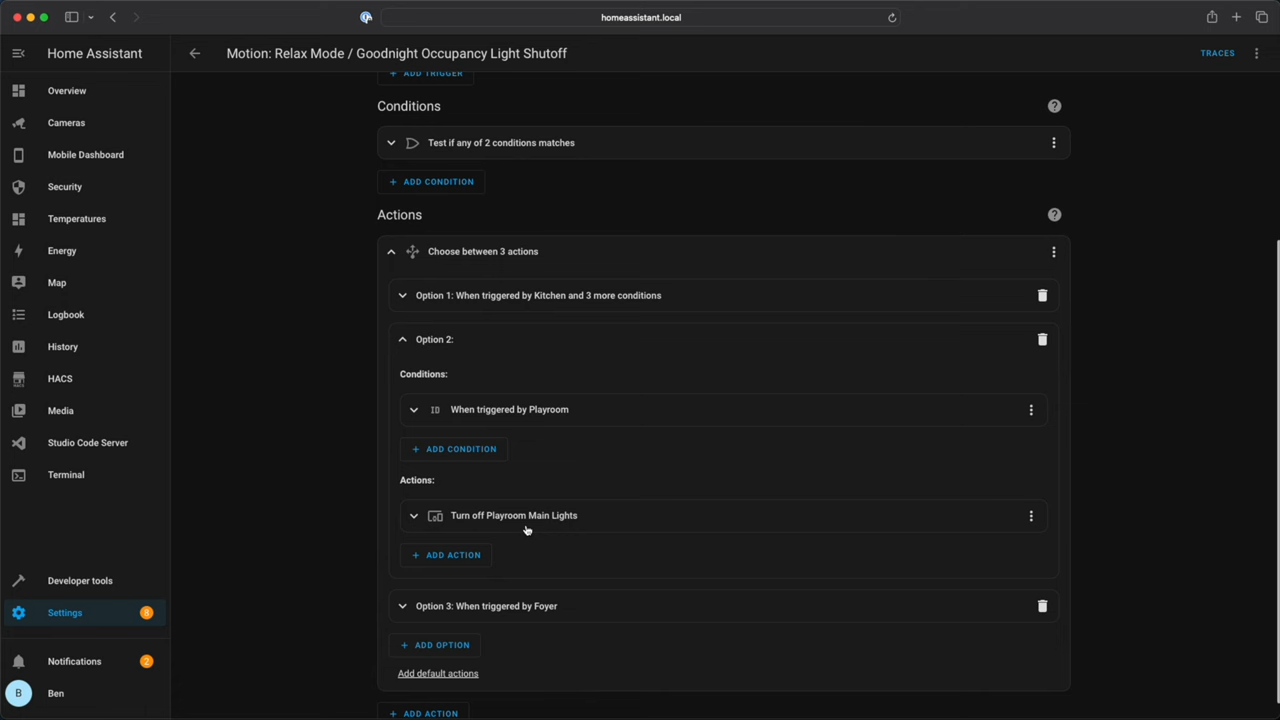 homeassistant.local
Home Assistant
Motion: Relax Mode / Goodnight Occupancy Light Shutoff
TRACES
Overview
Cameras
Mobile Dashboard
Security
Temperatures
Energy
Map
Logbook
History
HACS
Media
Studio Code Server
Terminal
Developer tools
Settings 8
Notifications 2
B Ben
+ ADD TRIGGER
Conditions
?
Test if any of 2 conditions matches
+ ADD CONDITION
Actions
?
Choose between 3 actions
Option 1: When triggered by Kitchen and 3 more conditions
Option 2:
Conditions:
ID When triggered by Playroom
+ ADD CONDITION
Actions:
Turn off Playroom Main Lights
+ ADD ACTION
Option 3: When triggered by Foyer
+ ADD OPTION
Add default actions
+ ADD ACTION